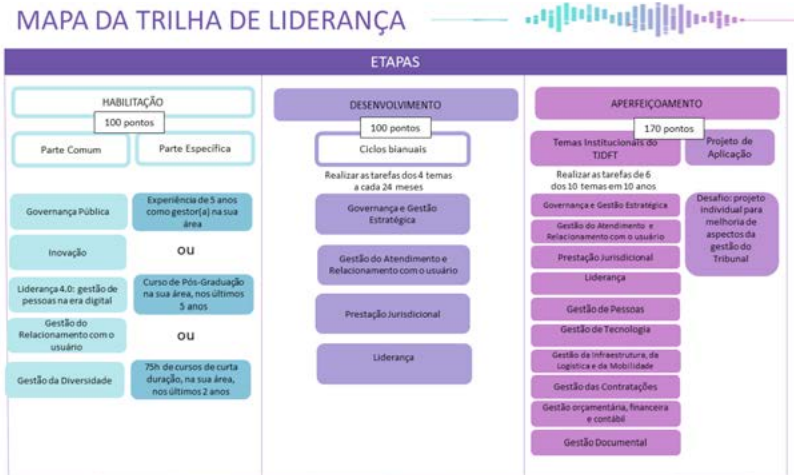 MAPA DA TRILHA DE LIDERANÇA
ETAPAS
HABILITAÇÃO
100 pontos
Parte Comum
Parte Específica
Governança Pública
Inovação
Liderança 4.0: gestão de
pessoas na era digital
Gestão do
Relacionamento com o
usuário
Gestão da Diversidade
Experiência de 5 anos
como gestor(a) na sua
área
ou
Curso de Pós-Graduação
na sua área, nos últimos
5 anos
ou
75h de cursos de curta
duração, na sua área,
nos últimos 2 anos
DESENVOLVIMENTO
100 pontos
Ciclos bianuais
Realizar as tarefas dos 4 temas
a cada 24 meses
Governança e Gestão
Estratégica
Gestão do Atendimento e
Relacionamento com o usuário
Prestação Jurisdicional
Liderança
APERFEIÇOAMENTO
170 pontos
Temas Institucionais do
TJDFT
Realizar as tarefas de 6
dos 10 temas em 10 anos
Governança e Gestão Estratégica
Gestão do Atendimento e
Relacionamento com o usuário
Prestação Jurisdicional
Liderança
Gestão de Pessoas
Gestão de Tecnologia
Gestão da Infraestrutura, da
Logística e da Mobilidade
Gestão das Contratações
Gestão orçamentária, financeira
e contábil
Gestão Documental
Projeto de
Aplicação
Desafio: projeto
individual para
melhoria de
aspectos da
gestão do
Tribunal